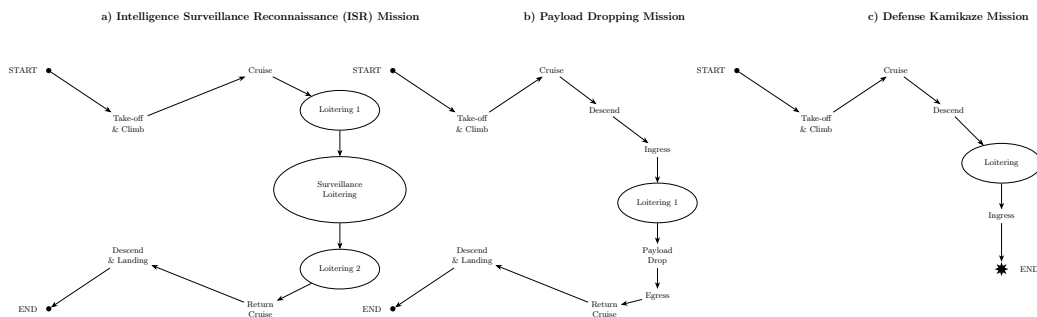 a) Intelligence Surveillance Reconnaissance (ISR) Mission
START
Take-off
& Climb
Cruise
Loitering 1
Surveillance
Loitering
Loitering 2
Return
Cruise
Descend
& Landing
END
b) Payload Dropping Mission
START
Take-off
& Climb
Cruise
Descend
Ingress
Loitering 1
Payload
Drop
Egress
Return
Cruise
Descend
& Landing
END
c) Defense Kamikaze Mission
START
Take-off
& Climb
Cruise
Descend
Loitering
Ingress
END